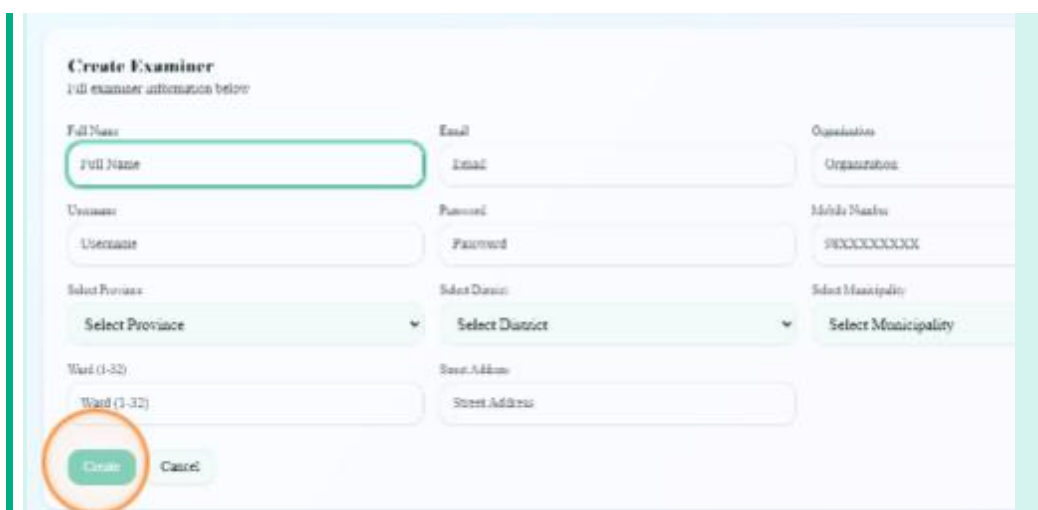 Create Examiner
Fill examiner information below
Full Name Email Organization
Full Name Email Organization
Username Password Mobile Number
Username Password 98XXXXXXXX
Select Province Select District Select Municipality
Select Province Select District Select Municipality
Ward (1-32) Street Address
Ward (1-32) Street Address
Create Cancel